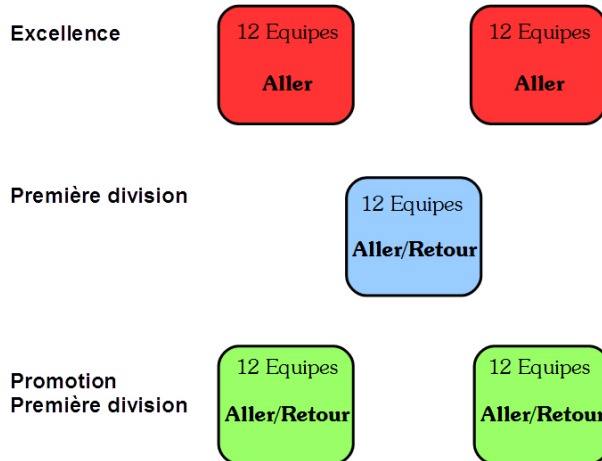 Excellence
12 Equipes
12 Equipes
Aller
Aller
Première division
12 Equipes
Aller/Retour
12 Equipes
12 Equipes
Promotion
Première division
Aller/Retour
Aller/Retour